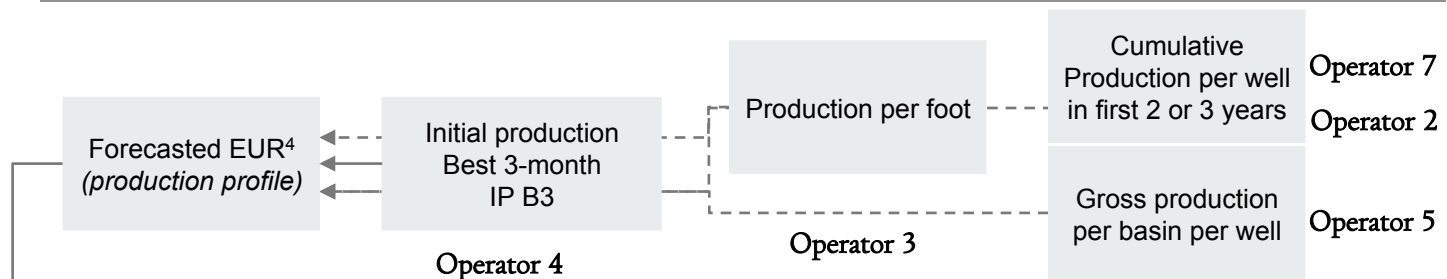 Forecasted EUR4
(production profile)
Initial production
Best 3-month
IP B3
Operator 4
Production per foot
Operator 3
Cumulative
Production per well
in first 2 or 3 years
Operator 7
Operator 2
Gross production
per basin per well
Operator 5